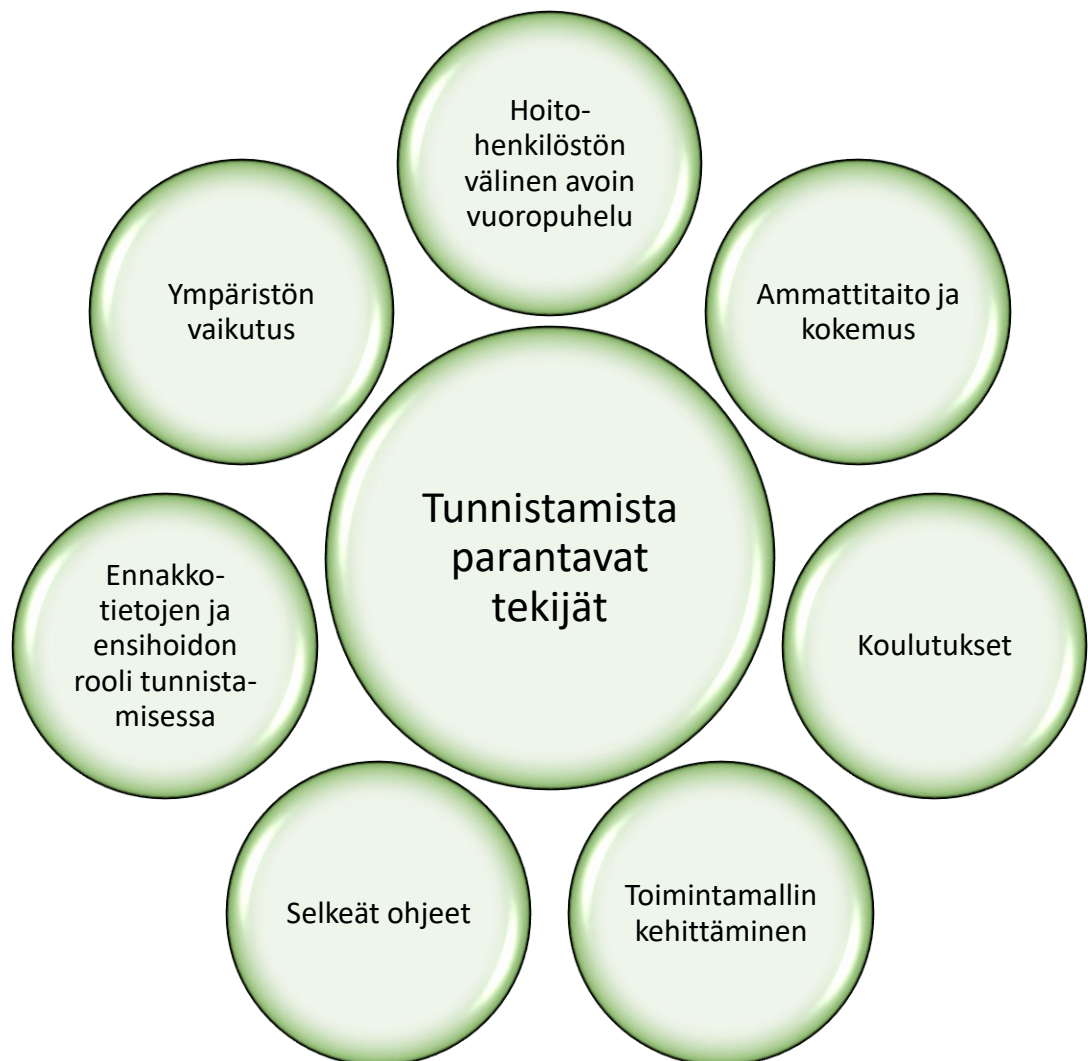 Hoito-
henkilöstön
välinen avoin
vuoropuhelu
Ympäristön
vaikutus
Ammattitaito ja
kokemus
Tunnistamista
parantavat
tekijät
Ennakko-
tietojen ja
ensihoidon
rooli tunnista-
misessa
Koulutukset
Selkeät ohjeet
Toimintamallin
kehittäminen